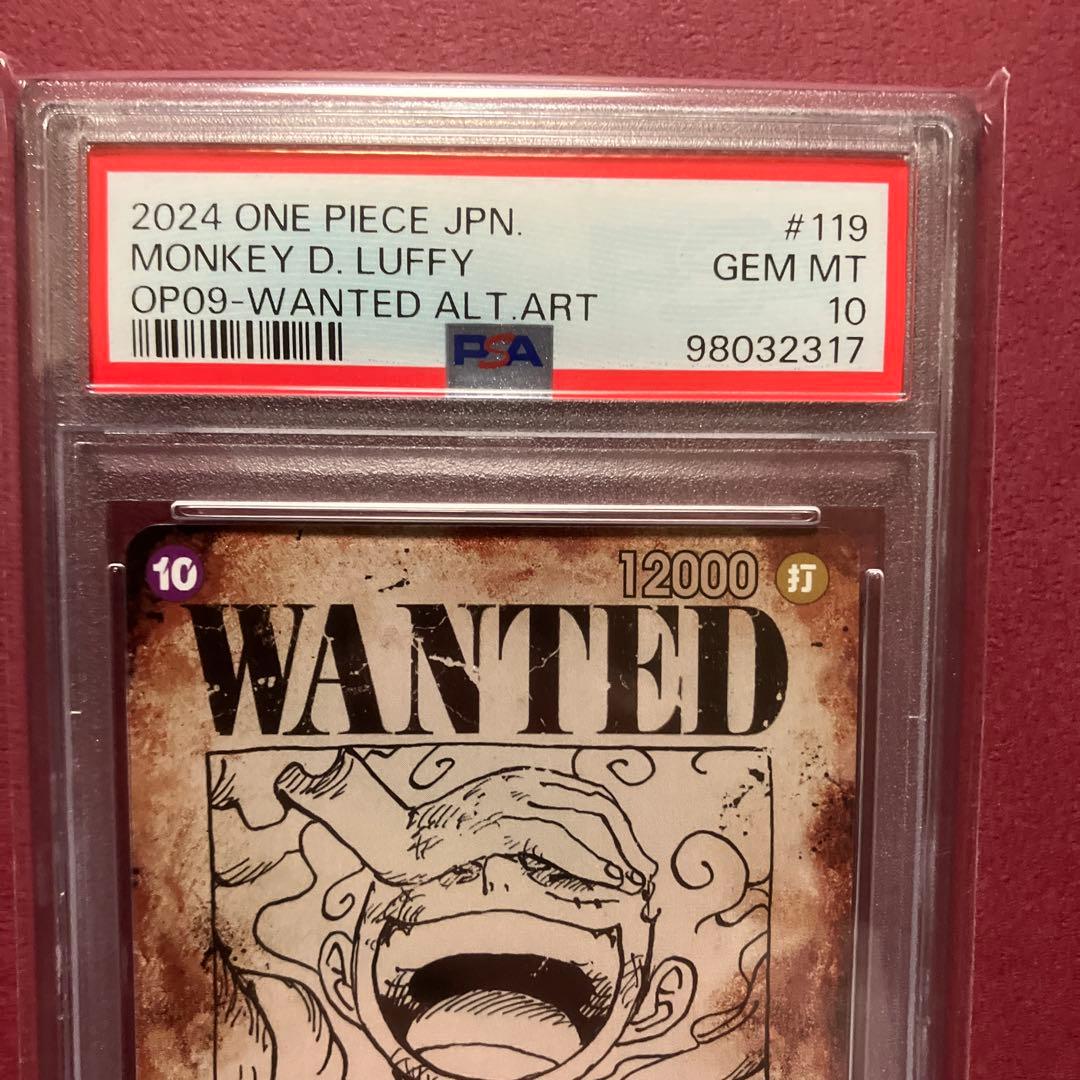 2024 ONE PIECE JPN.
#119
MONKEY D. LUFFY
GEM MT
OP09-WANTED ALT.ART
10
PSA
98032317
10
12000
打
WANTED